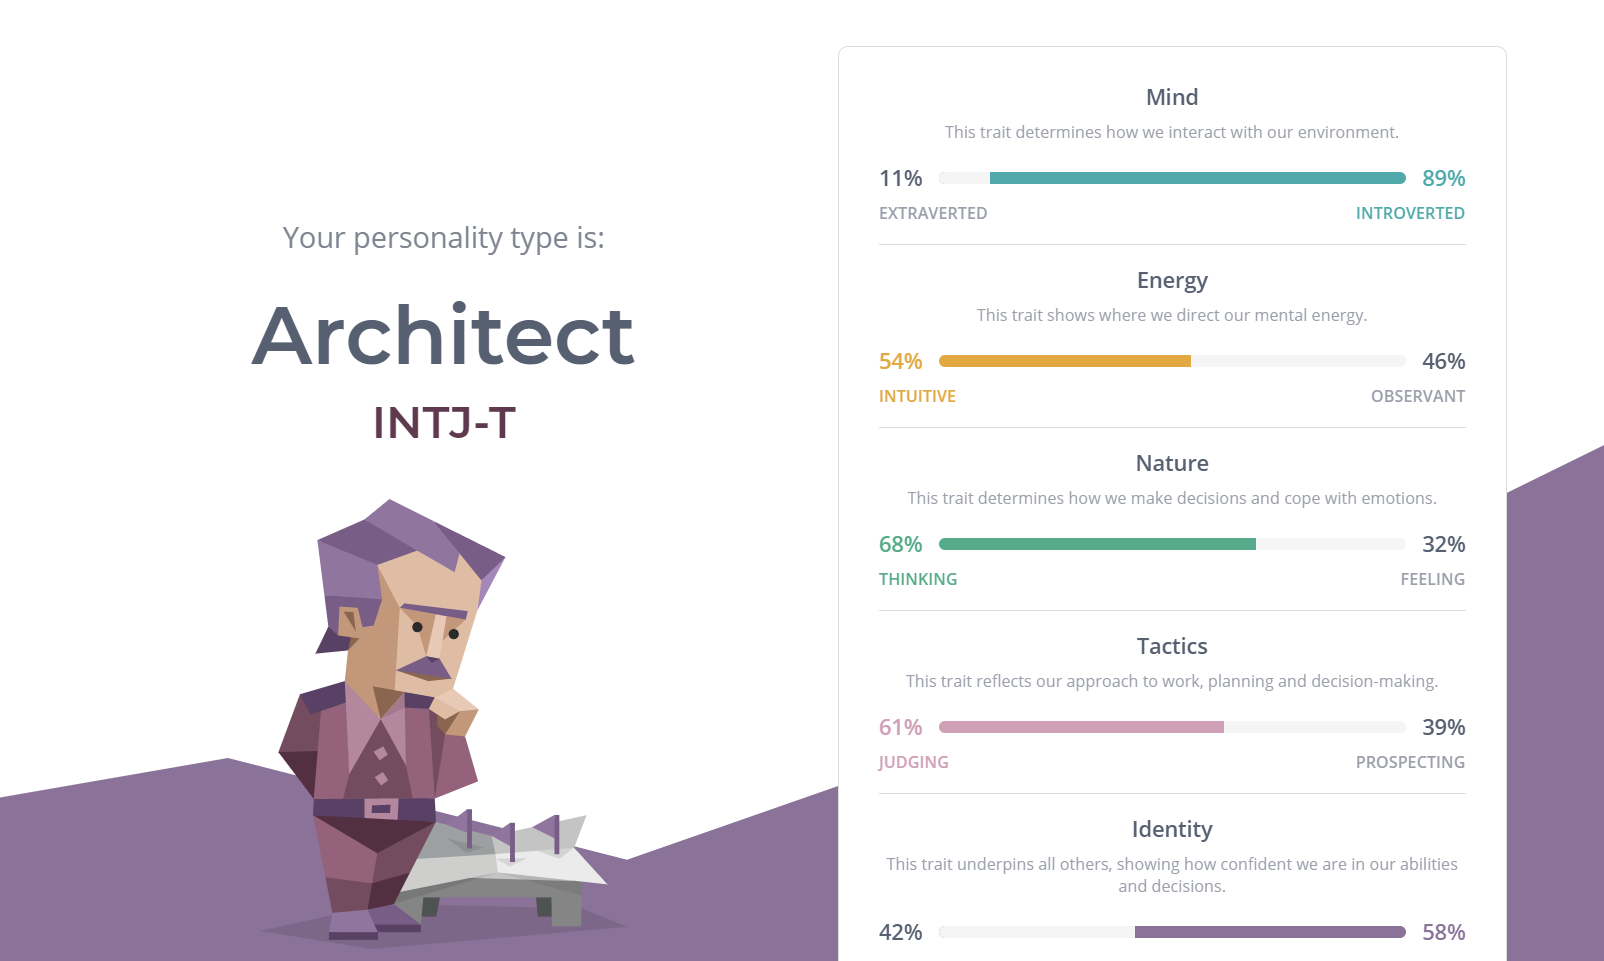 Your personality type is:
Architect
INTJ-T
Mind
This trait determines how we interact with our environment.
11% 89%
EXTRAVERTED INTROVERTED
Energy
This trait shows where we direct our mental energy.
54% 46%
INTUITIVE OBSERVANT
Nature
This trait determines how we make decisions and cope with emotions.
68% 32%
THINKING FEELING
Tactics
This trait reflects our approach to work, planning and decision-making.
61% 39%
JUDGING PROSPECTING
Identity
This trait underpins all others, showing how confident we are in our abilities
and decisions.
42% 58%